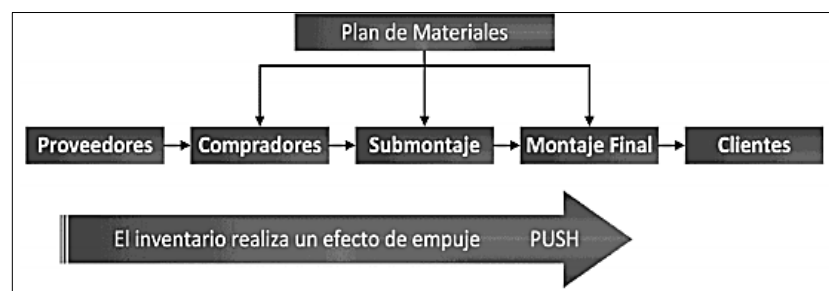 Plan de Materiales
Proveedores
Compradores
Submontaje
Montaje Final
Clientes
El inventario realiza un efecto de empuje PUSH